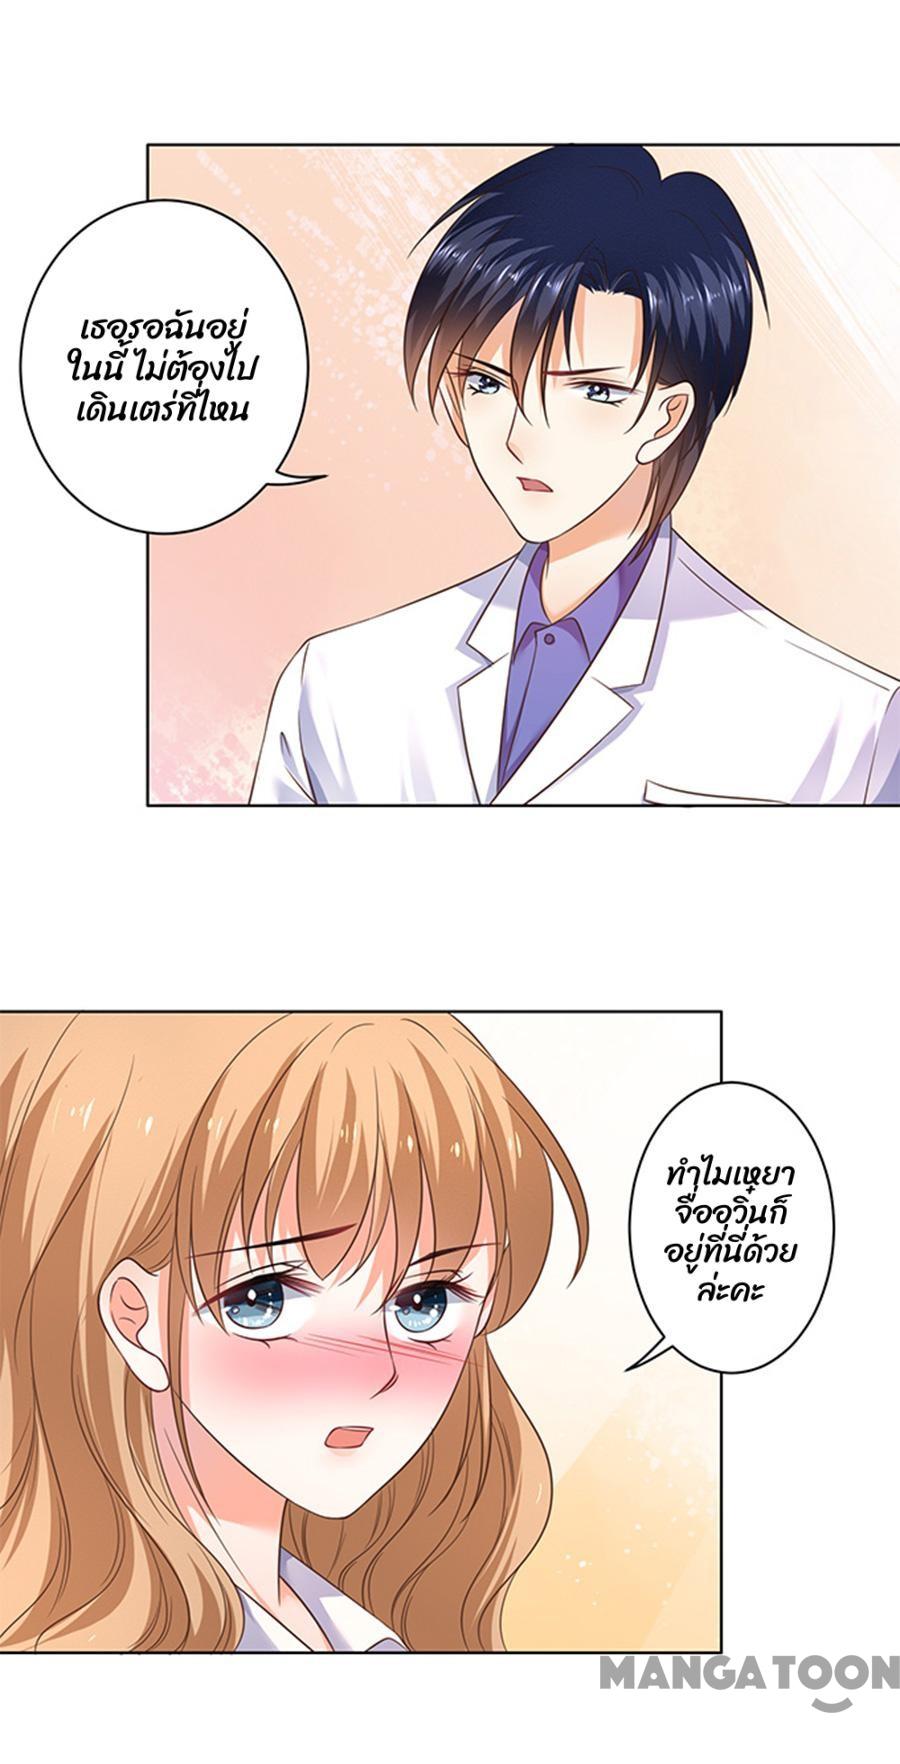 เธอรอฉันอยู่
ในนี้ ไม่ต้องไป
เดินเตร่ที่ไหน
ทำไมเหยา
จื่ออวิ๋นก็
อยู่ที่นี่ด้วย
ล่ะคะ
MANGATOON